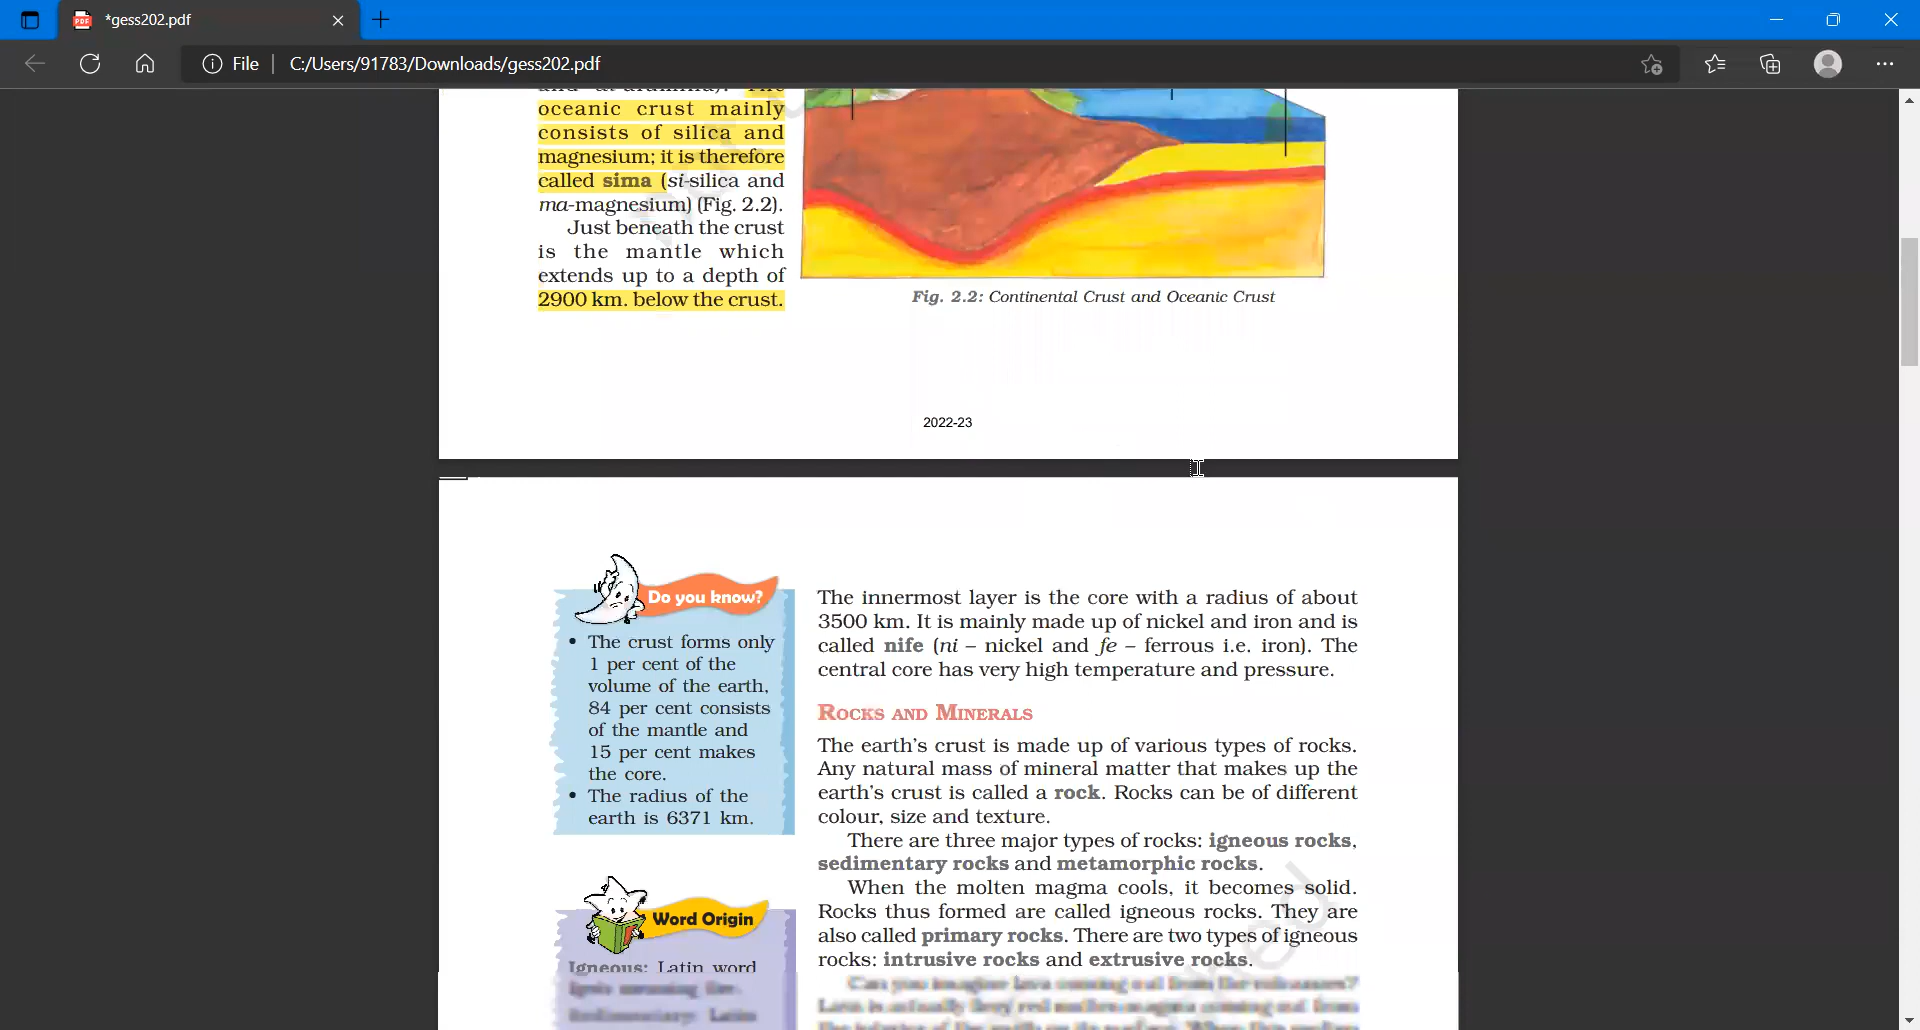 *gess202.pdf
File
C:/Users/91783/Downloads/gess202.pdf
oceanic crust mainly
consists of silica and
magnesium; it is therefore
called sima (si-silica and
ma-magnesium) (Fig. 2.2).
Just beneath the crust
is the mantle which
extends up to a depth of
2900 km. below the crust.
Fig. 2.2: Continental Crust and Oceanic Crust
2022-23
Do you know?
• The crust forms only
1 per cent of the
volume of the earth,
84 per cent consists
of the mantle and
15 per cent makes
the core.
• The radius of the
earth is 6371 km.
Word Origin
Igneous: Latin word
The innermost layer is the core with a radius of about
3500 km. It is mainly made up of nickel and iron and is
called nife (ni – nickel and fe – ferrous i.e. iron). The
central core has very high temperature and pressure.
ROCKS AND MINERALS
The earth's crust is made up of various types of rocks.
Any natural mass of mineral matter that makes up the
earth's crust is called a rock. Rocks can be of different
colour, size and texture.
There are three major types of rocks: igneous rocks,
sedimentary rocks and metamorphic rocks.
When the molten magma cools, it becomes solid.
Rocks thus formed are called igneous rocks. They are
also called primary rocks. There are two types of igneous
rocks: intrusive rocks and extrusive rocks.
Can you imagine lava coming out from the volcanoes?